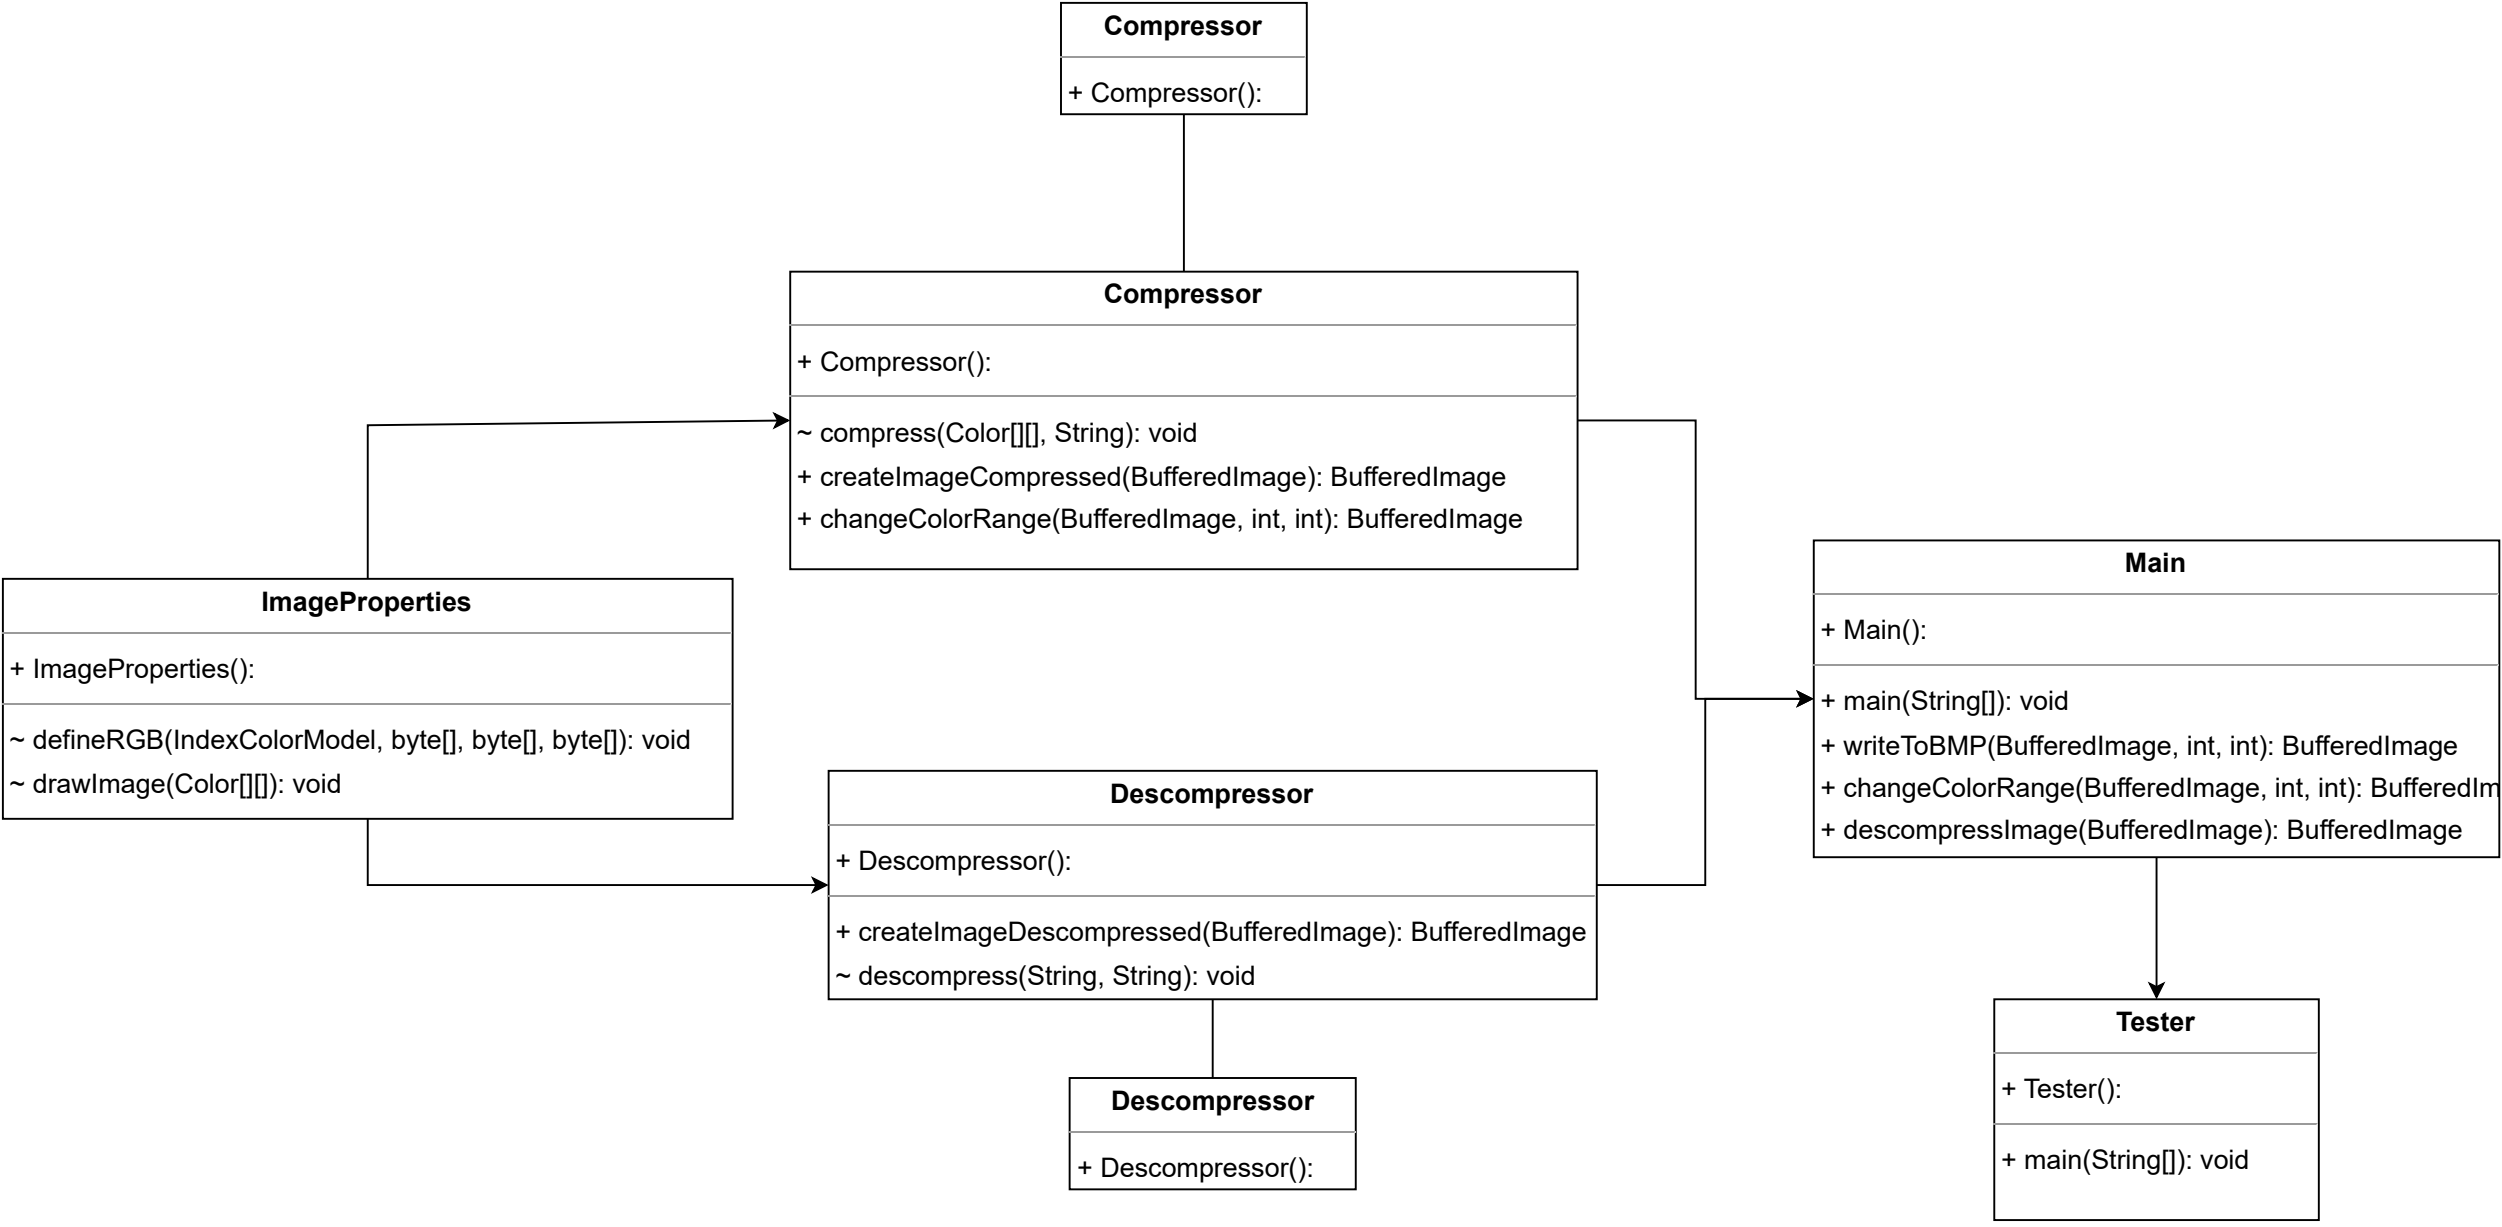 Compressor
+ Compressor():
Compressor
+ Compressor():
~ compress(Color[][], String): void
+ createImageCompressed(BufferedImage): BufferedImage
+ changeColorRange(BufferedImage, int, int): BufferedImage
ImageProperties
+ ImageProperties():
~ defineRGB(IndexColorModel, byte[], byte[], byte[]): void
~ drawImage(Color[][]): void
Main
+ Main():
+ main(String[]): void
+ writeToBMP(BufferedImage, int, int): BufferedImage
+ changeColorRange(BufferedImage, int, int): BufferedIm
+ descompressImage(BufferedImage): BufferedImage
Descompressor
+ Descompressor():
+ createImageDescompressed(BufferedImage): BufferedImage
~ descompress(String, String): void
Descompressor
+ Descompressor():
Tester
+ Tester():
+ main(String[]): void